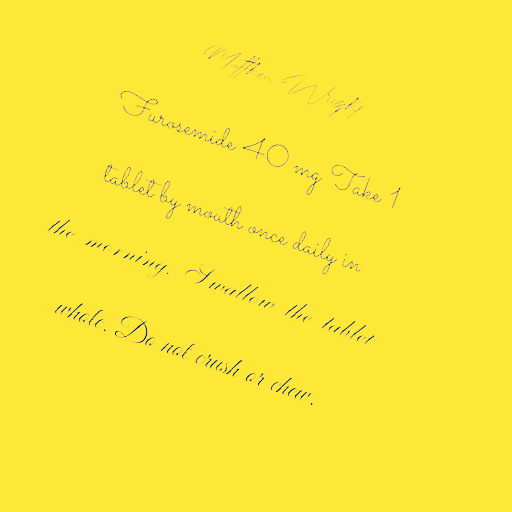 Matthew Wright
Furosemide 40 mg Take 1
tablet by mouth once daily in
the morning. Swallow the tablet
whole. Do not crush or chew.